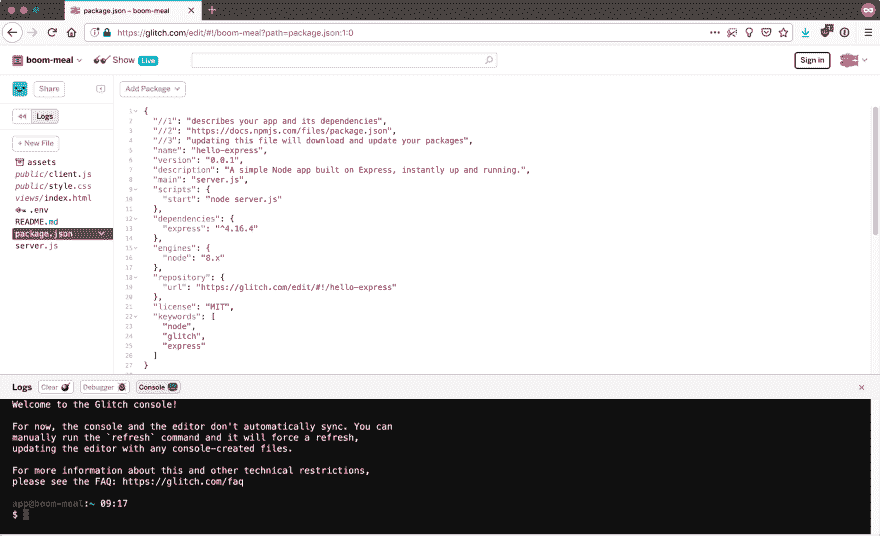 package.json – boom-meal
https://glitch.com/edit/#!/boom-meal?path=package.json:1:0
boom-meal
Show Live
Sign in
Share
Add Package
Logs
+ New File
assets
public/client.js
public/style.css
views/index.html
.env
README.md
package.json
server.js
1 {
2 "//1": "describes your app and its dependencies",
3 "//2": "https://docs.npmjs.com/files/package.json",
4 "//3": "updating this file will download and update your packages",
5 "name": "hello-express",
6 "version": "0.0.1",
7 "description": "A simple Node app built on Express, instantly up and running.",
8 "main": "server.js",
9 "scripts": {
10 "start": "node server.js"
11 },
12 "dependencies": {
13 "express": "^4.16.4"
14 },
15 "engines": {
16 "node": "8.x"
17 },
18 "repository": {
19 "url": "https://glitch.com/edit/#!/hello-express"
20 },
21 "license": "MIT",
22 "keywords": [
23 "node",
24 "glitch",
25 "express"
26 ]
27 }
Logs Clear Debugger Console
Welcome to the Glitch console!
For now, the console and the editor don't automatically sync. You can
manually run the `refresh` command and it will force a refresh,
updating the editor with any console-created files.
For more information about this and other technical restrictions,
please see the FAQ: https://glitch.com/faq
app@boom-meal:~ 09:17
$